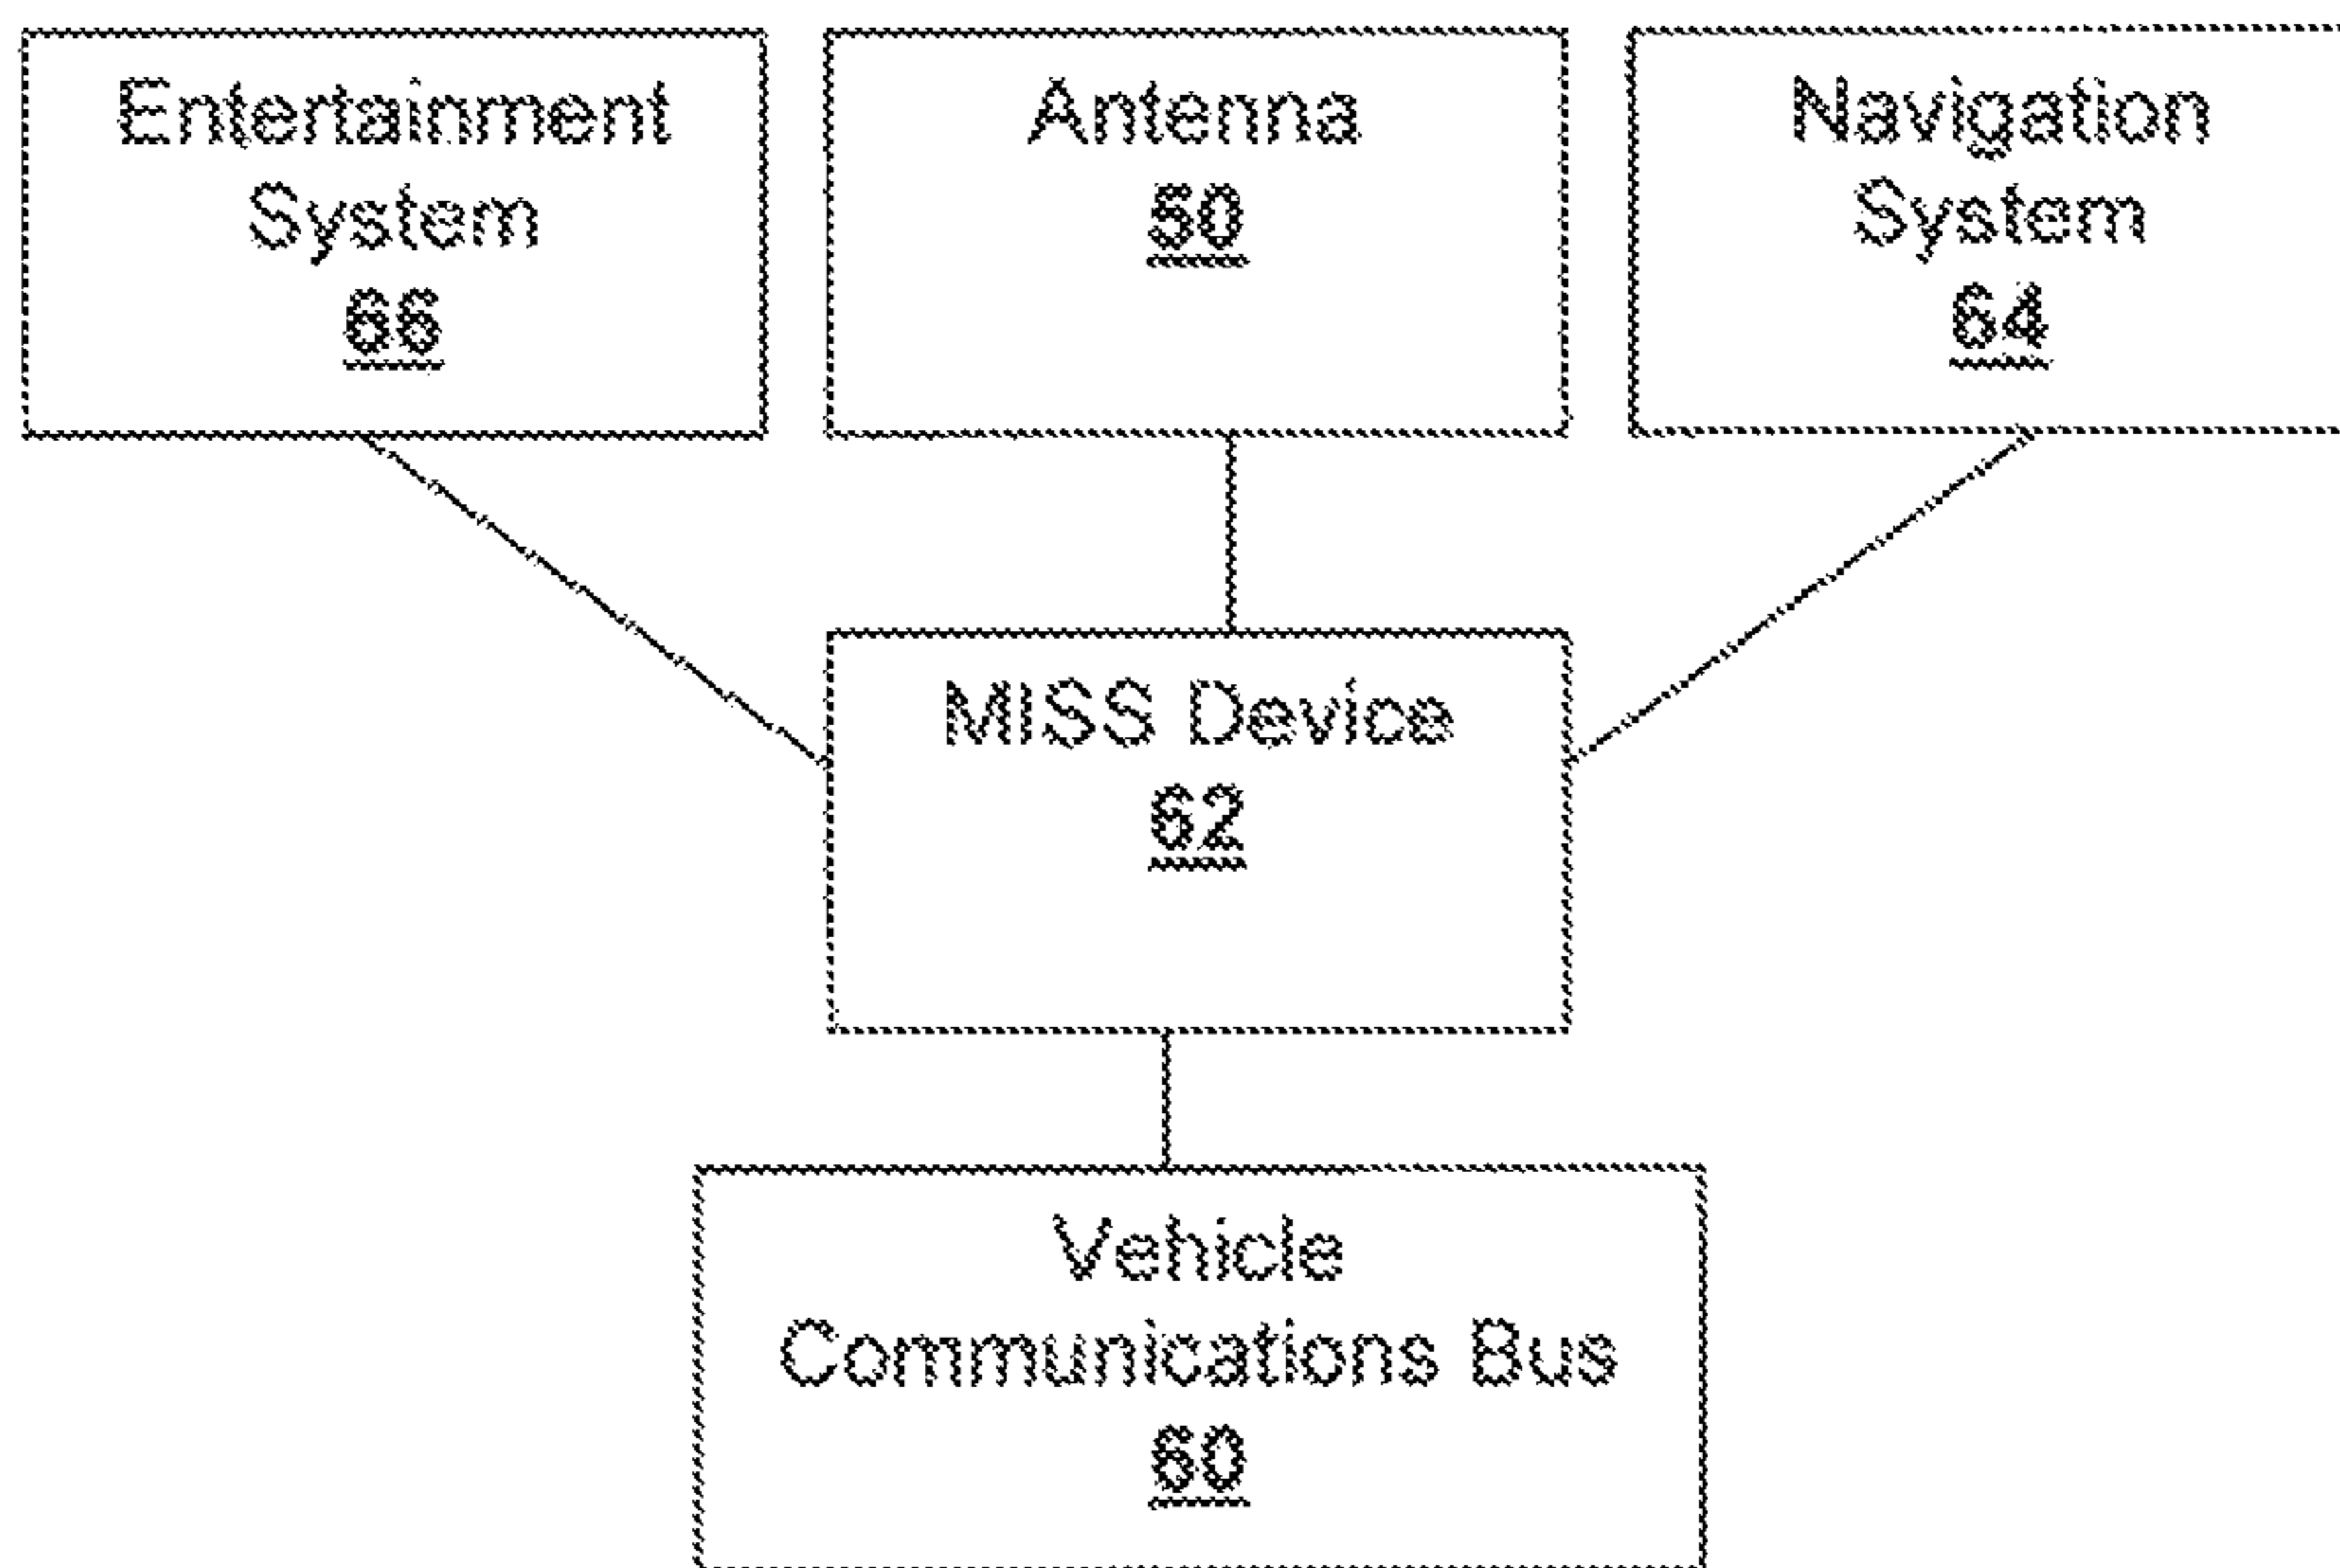 Entertainment
System
66
Antenna
50
Navigation
System
64
MISS Device
62
Vehicle
Communications Bus
60